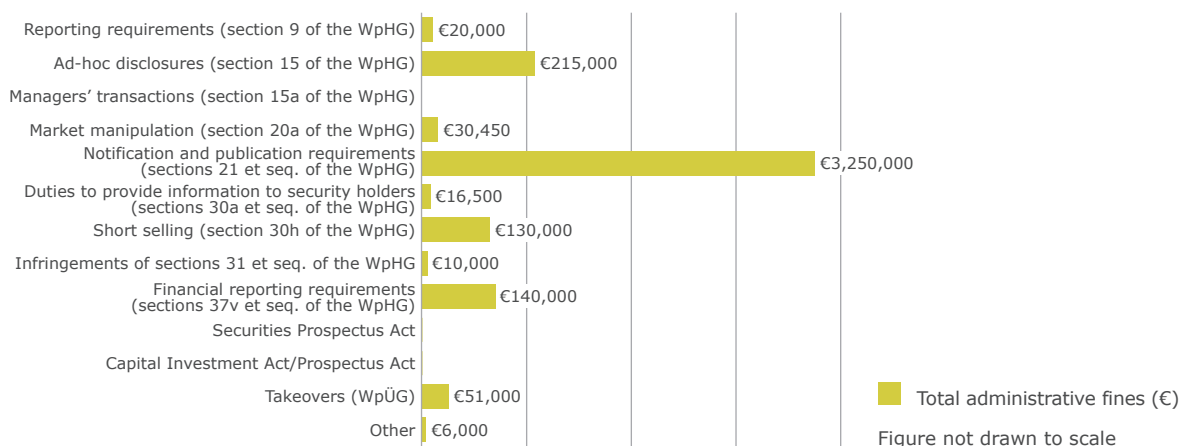 Reporting requirements (section 9 of the WpHG) €20,000
Ad-hoc disclosures (section 15 of the WpHG) €215,000
Managers’ transactions (section 15a of the WpHG)
Market manipulation (section 20a of the WpHG) €30,450
Notification and publication requirements
(sections 21 et seq. of the WpHG) €3,250,000
Duties to provide information to security holders
(sections 30a et seq. of the WpHG) €16,500
Short selling (section 30h of the WpHG) €130,000
Infringements of sections 31 et seq. of the WpHG €10,000
Financial reporting requirements
(sections 37v et seq. of the WpHG) €140,000
Securities Prospectus Act
Capital Investment Act/Prospectus Act
Takeovers (WpÜG) €51,000
Other €6,000
Total administrative fines (€)
Figure not drawn to scale